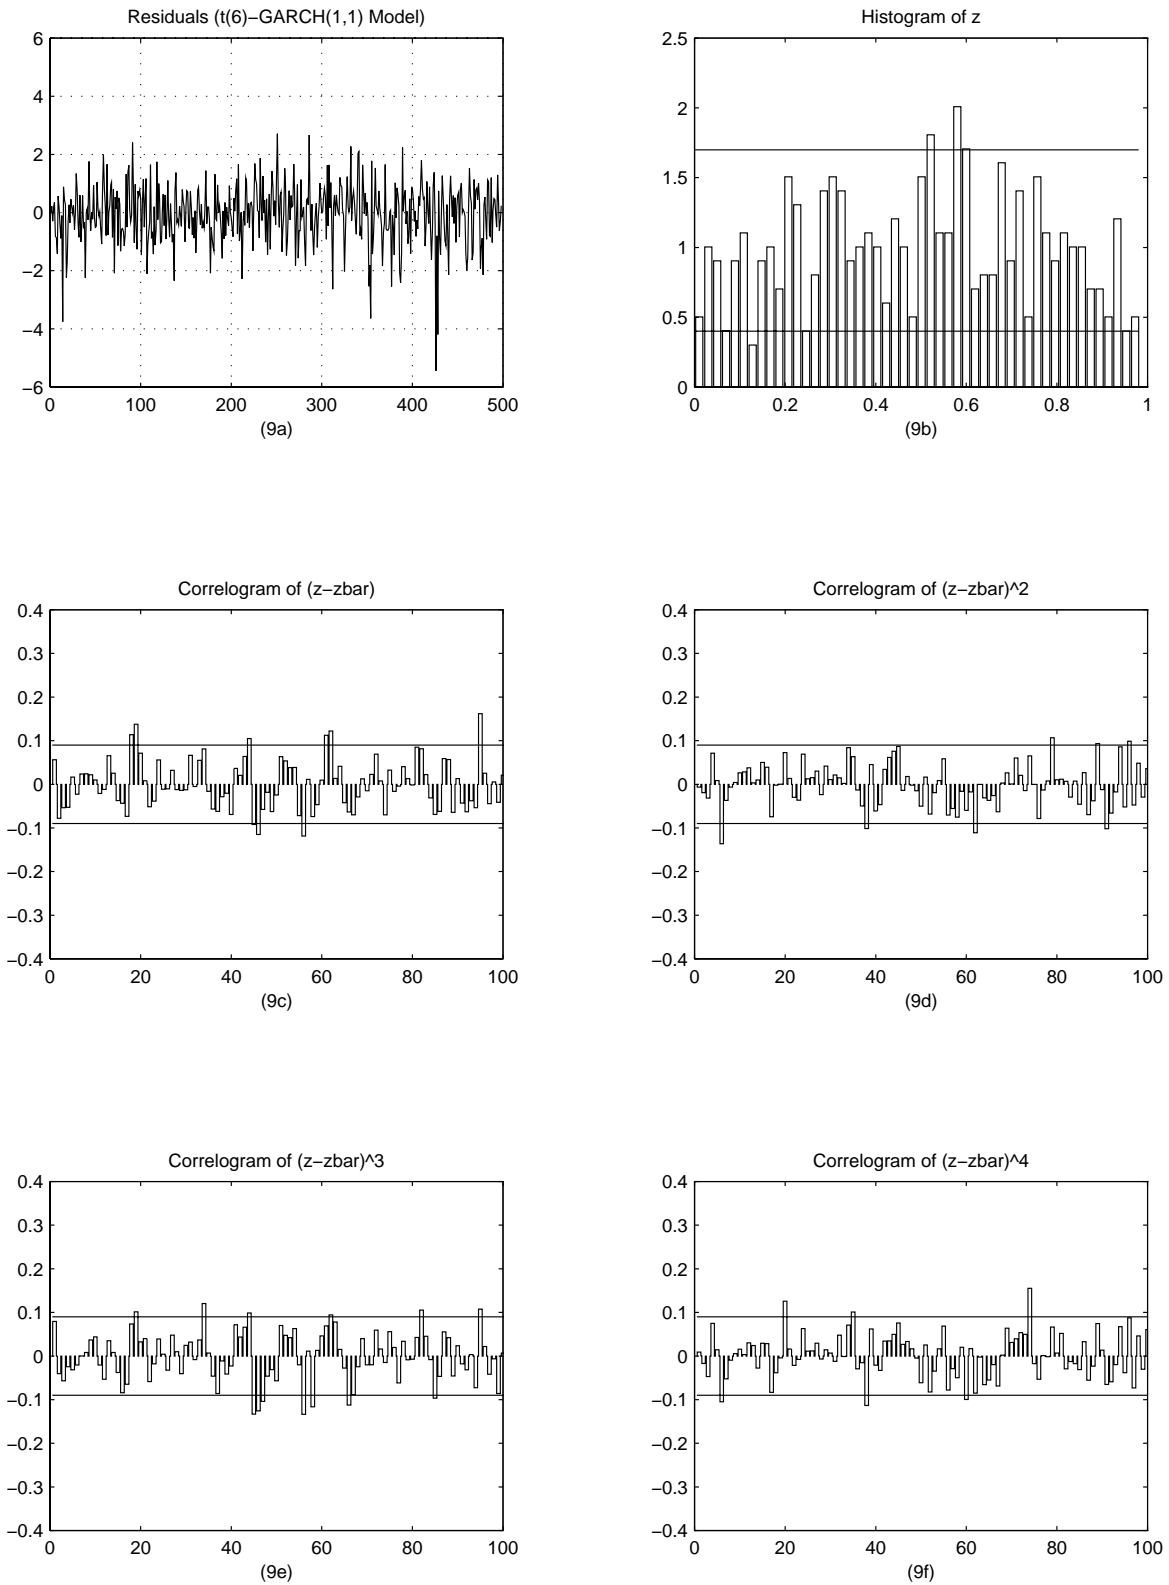 Residuals (t(6)−GARCH(1,1) Model)
6
4
2
0
−2
−4
−6
0 100 200 300 400 500
(9a)
Histogram of z
2.5
2
1.5
1
0.5
0
0 0.2 0.4 0.6 0.8 1
(9b)
Correlogram of (z−zbar)
0.4
0.3
0.2
0.1
0
−0.1
−0.2
−0.3
−0.4
0 20 40 60 80 100
(9c)
Correlogram of (z−zbar)^2
0.4
0.3
0.2
0.1
0
−0.1
−0.2
−0.3
−0.4
0 20 40 60 80 100
(9d)
Correlogram of (z−zbar)^3
0.4
0.3
0.2
0.1
0
−0.1
−0.2
−0.3
−0.4
0 20 40 60 80 100
(9e)
Correlogram of (z−zbar)^4
0.4
0.3
0.2
0.1
0
−0.1
−0.2
−0.3
−0.4
0 20 40 60 80 100
(9f)